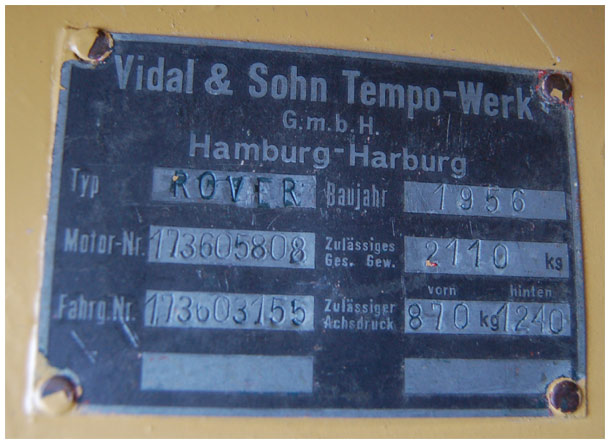 Vidal & Sohn Tempo-Werk
G.m.b.H.
Hamburg-Harburg
Typ ROVER Baujahr 1956
Motor-Nr. 173605808 Zulässiges Ges. Gew. 2110 kg
vorn hinten
Fahrg.Nr. 173603155 Zulässiger Achsdruck 870 kg 1240